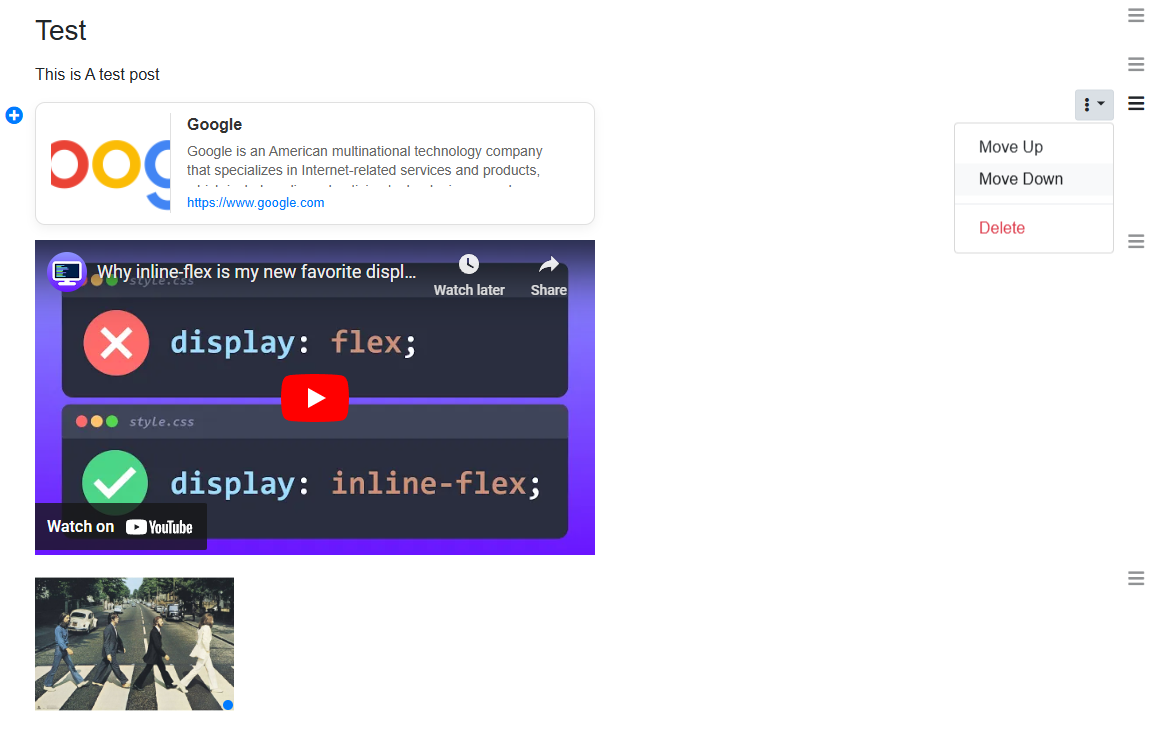 Test
This is A test post
Google
Google is an American multinational technology company
that specializes in Internet-related services and products,
https://www.google.com
Move Up
Move Down
Delete
Why inline-flex is my new favorite displ...
Watch later
Share
style.css
display: flex;
style.css
display: inline-flex;
Watch on YouTube